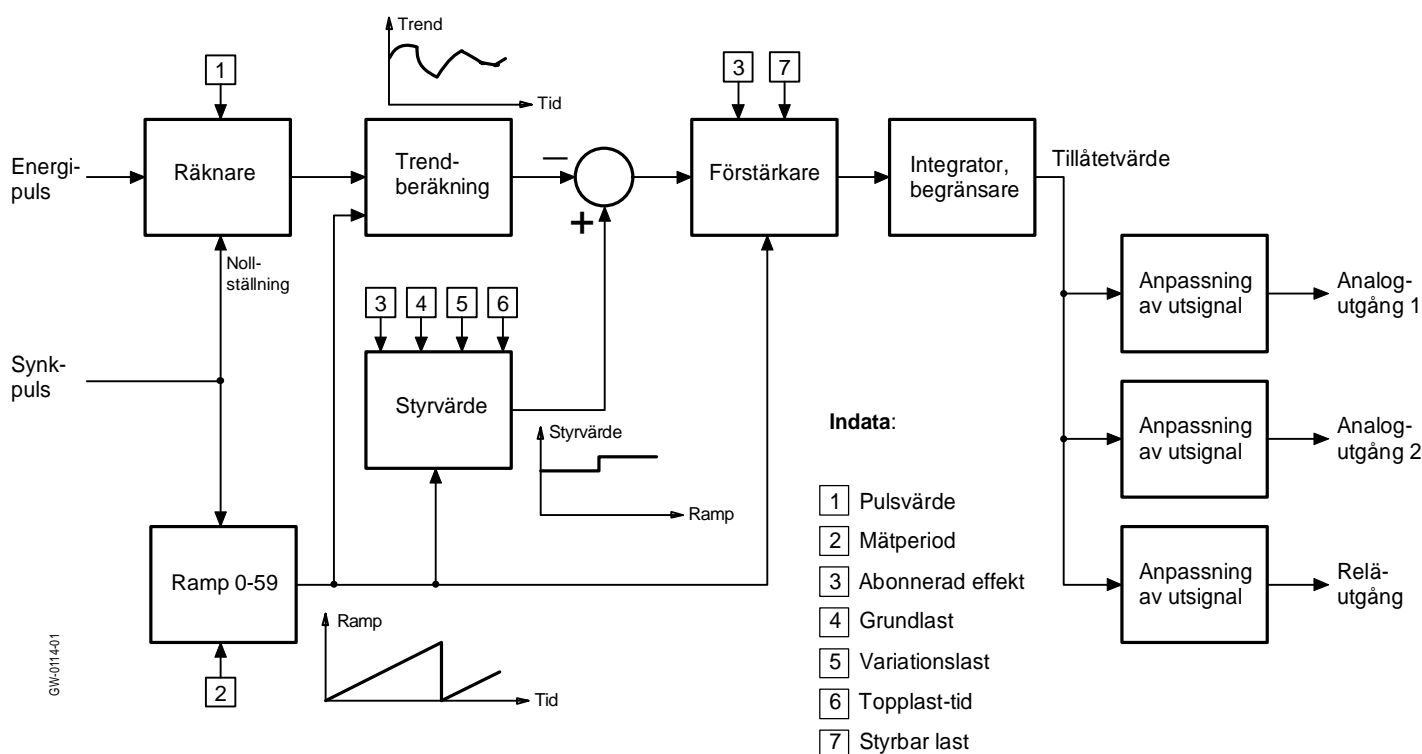 Trend
Tid
1
3
7
Energi-
puls
Räknare
Trend-
beräkning
−
+
Förstärkare
Integrator,
begränsare
Tillåtetvärde
Noll-
ställning
3
4
5
6
Anpassning
av utsignal
Analog-
utgång 1
Synk-
puls
Styrvärde
Styrvärde
Ramp
Indata:
Anpassning
av utsignal
Analog-
utgång 2
1 Pulsvärde
2 Mätperiod
3 Abonnerad effekt
4 Grundlast
5 Variationslast
6 Topplast-tid
7 Styrbar last
Ramp 0-59
Anpassning
av utsignal
Relä-
utgång
Ramp
Tid
2
GW-0114-01